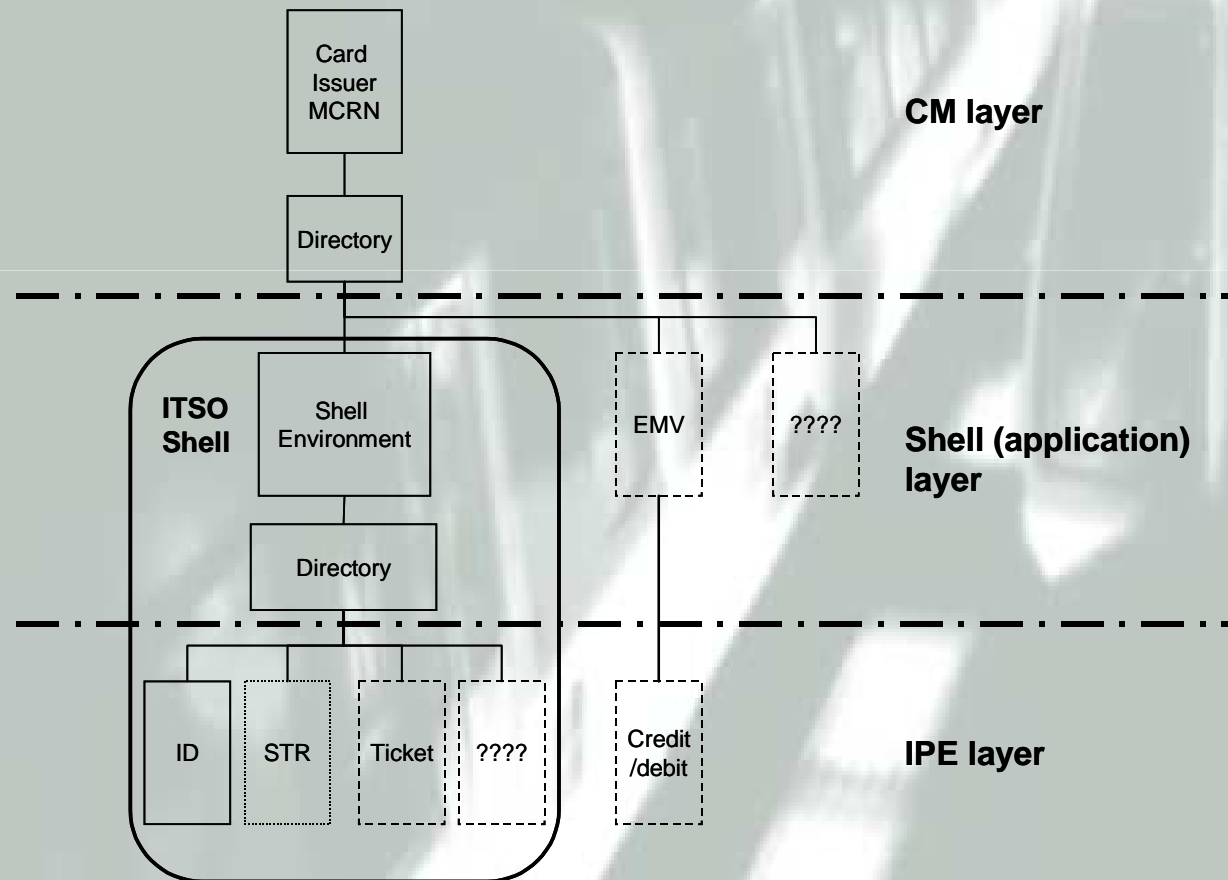 Card
Issuer
MCRN
CM layer
Directory
ITSO
Shell
Shell
Environment
EMV
????
Shell (application)
layer
Directory
ID
STR
Ticket
????
Credit
/debit
IPE layer